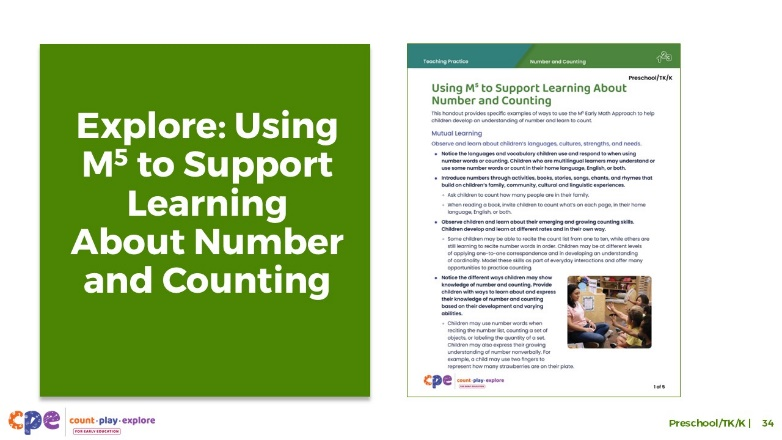 Explore: Using
M⁵ to Support
Learning
About Number
and Counting
Teaching Practice
Number and Counting
123
Preschool/TK/K
Using M⁵ to Support Learning About
Number and Counting
This handout provides specific examples of ways to use the M⁵ Early Math Approach to help
children develop an understanding of number and learn to count.
Mutual Learning
Observe and learn about children's languages, cultures, strengths, and needs.
• Notice the languages and vocabulary children use and respond to when using
number words or counting. Children who are multilingual learners may understand or
use some number words or count in their home language, English, or both.
• Introduce numbers through activities, books, stories, songs, chants, and rhymes that
build on children's family, community, cultural and linguistic experiences.
◦ Ask children to count how many people are in their family.
◦ When reading a book, invite children to count what's on each page, in their home
language, English, or both.
• Observe children and learn about their emerging and growing counting skills.
Children develop and learn at different rates and in their own way.
◦ Some children may be able to recite the count list from one to ten, while others are
still learning to recite number words in order. Children may be at different levels
of applying one-to-one correspondence and in developing an understanding
of cardinality. Model these skills as part of everyday interactions and offer many
opportunities to practice counting.
• Notice the different ways children may show
knowledge of number and counting. Provide
children with ways to learn about and express
their knowledge of number and counting
based on their development and varying
abilities.
◦ Children may use number words when
reciting the number list, counting a set of
objects, or labeling the quantity of a set.
Children may also express their growing
understanding of number nonverbally. For
example, a child may use two fingers to
represent how many strawberries are on their plate.
cpe
count·play·explore
FOR EARLY EDUCATION
1 of 5
cpe
count·play·explore
FOR EARLY EDUCATION
Preschool/TK/K | 34